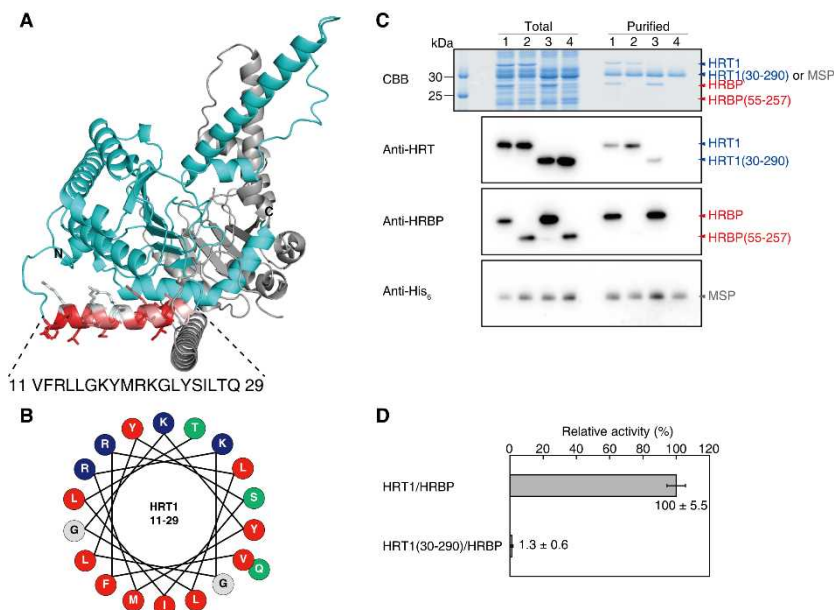 A
N
C
11 VFRLLGKYMRKGLYSILTQ 29
B
K
Y
T
R
K
R
L
L
S
HRT1
11-29
G
Y
L
V
Q
F
G
M
I
L
C
Total
Purified
kDa
1 2 3 4
1 2 3 4
CBB
30
25
HRT1
HRT1(30-290) or MSP
HRBP
HRBP(55-257)
Anti-HRT
HRT1
HRT1(30-290)
Anti-HRBP
HRBP
HRBP(55-257)
Anti-His6
MSP
D
Relative activity (%)
0 20 40 60 80 100 120
HRT1/HRBP
100 ± 5.5
HRT1(30-290)/HRBP
1.3 ± 0.6